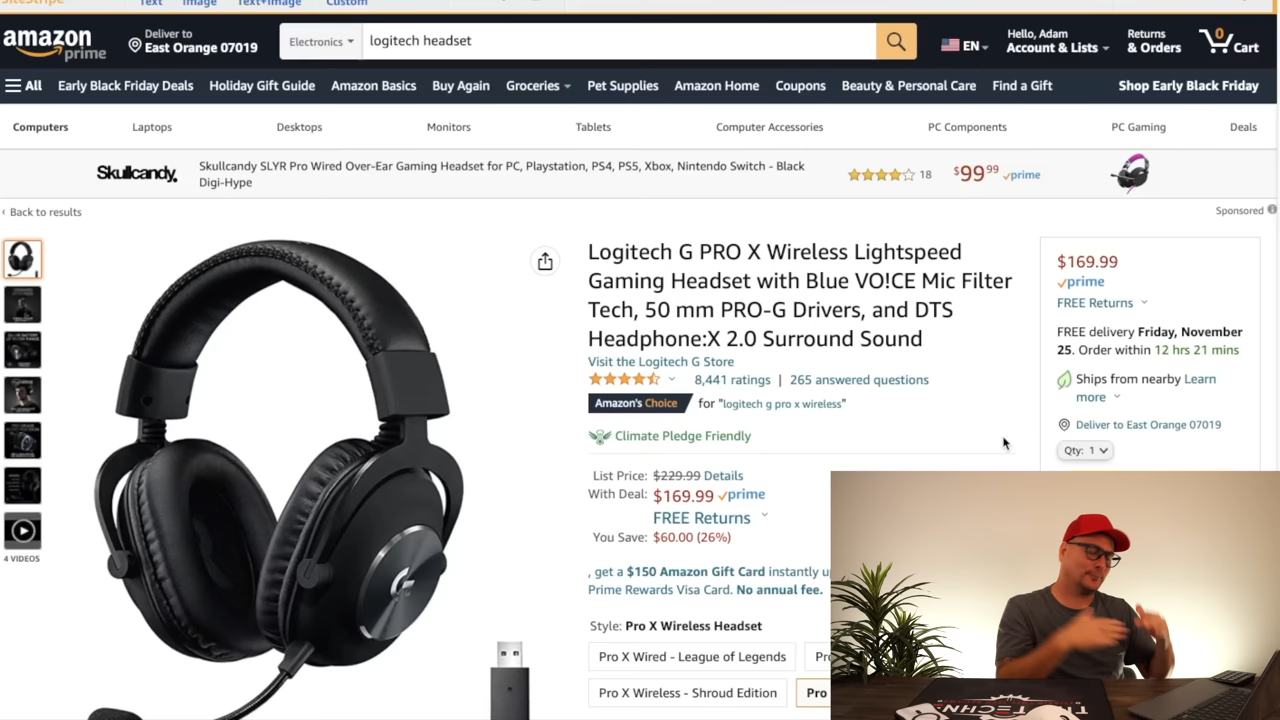 SiteStripe
Text Image Text+Image Custom
amazon prime
Deliver to
East Orange 07019
Electronics
logitech headset
EN
Hello, Adam
Account & Lists
Returns
& Orders
0
Cart
All Early Black Friday Deals Holiday Gift Guide Amazon Basics Buy Again Groceries Pet Supplies Amazon Home Coupons Beauty & Personal Care Find a Gift Shop Early Black Friday
Computers Laptops Desktops Monitors Tablets Computer Accessories PC Components PC Gaming Deals
Skullcandy.
Skullcandy SLYR Pro Wired Over-Ear Gaming Headset for PC, Playstation, PS4, PS5, Xbox, Nintendo Switch - Black
Digi-Hype
18
$99.99 prime
‹ Back to results
Sponsored
Logitech G PRO X Wireless Lightspeed
Gaming Headset with Blue VO!CE Mic Filter
Tech, 50 mm PRO-G Drivers, and DTS
Headphone:X 2.0 Surround Sound
Visit the Logitech G Store
8,441 ratings | 265 answered questions
Amazon's Choice for "logitech g pro x wireless"
Climate Pledge Friendly
List Price: $229.99 Details
With Deal: $169.99 prime
FREE Returns
You Save: $60.00 (26%)
, get a $150 Amazon Gift Card instantly
Prime Rewards Visa Card. No annual fee.
Style: Pro X Wireless Headset
Pro X Wired - League of Legends
Pro X Wireless - Shroud Edition
Pro
4 VIDEOS
$169.99
prime
FREE Returns
FREE delivery Friday, November
25. Order within 12 hrs 21 mins
Ships from nearby Learn
more
Deliver to East Orange 07019
Qty: 1